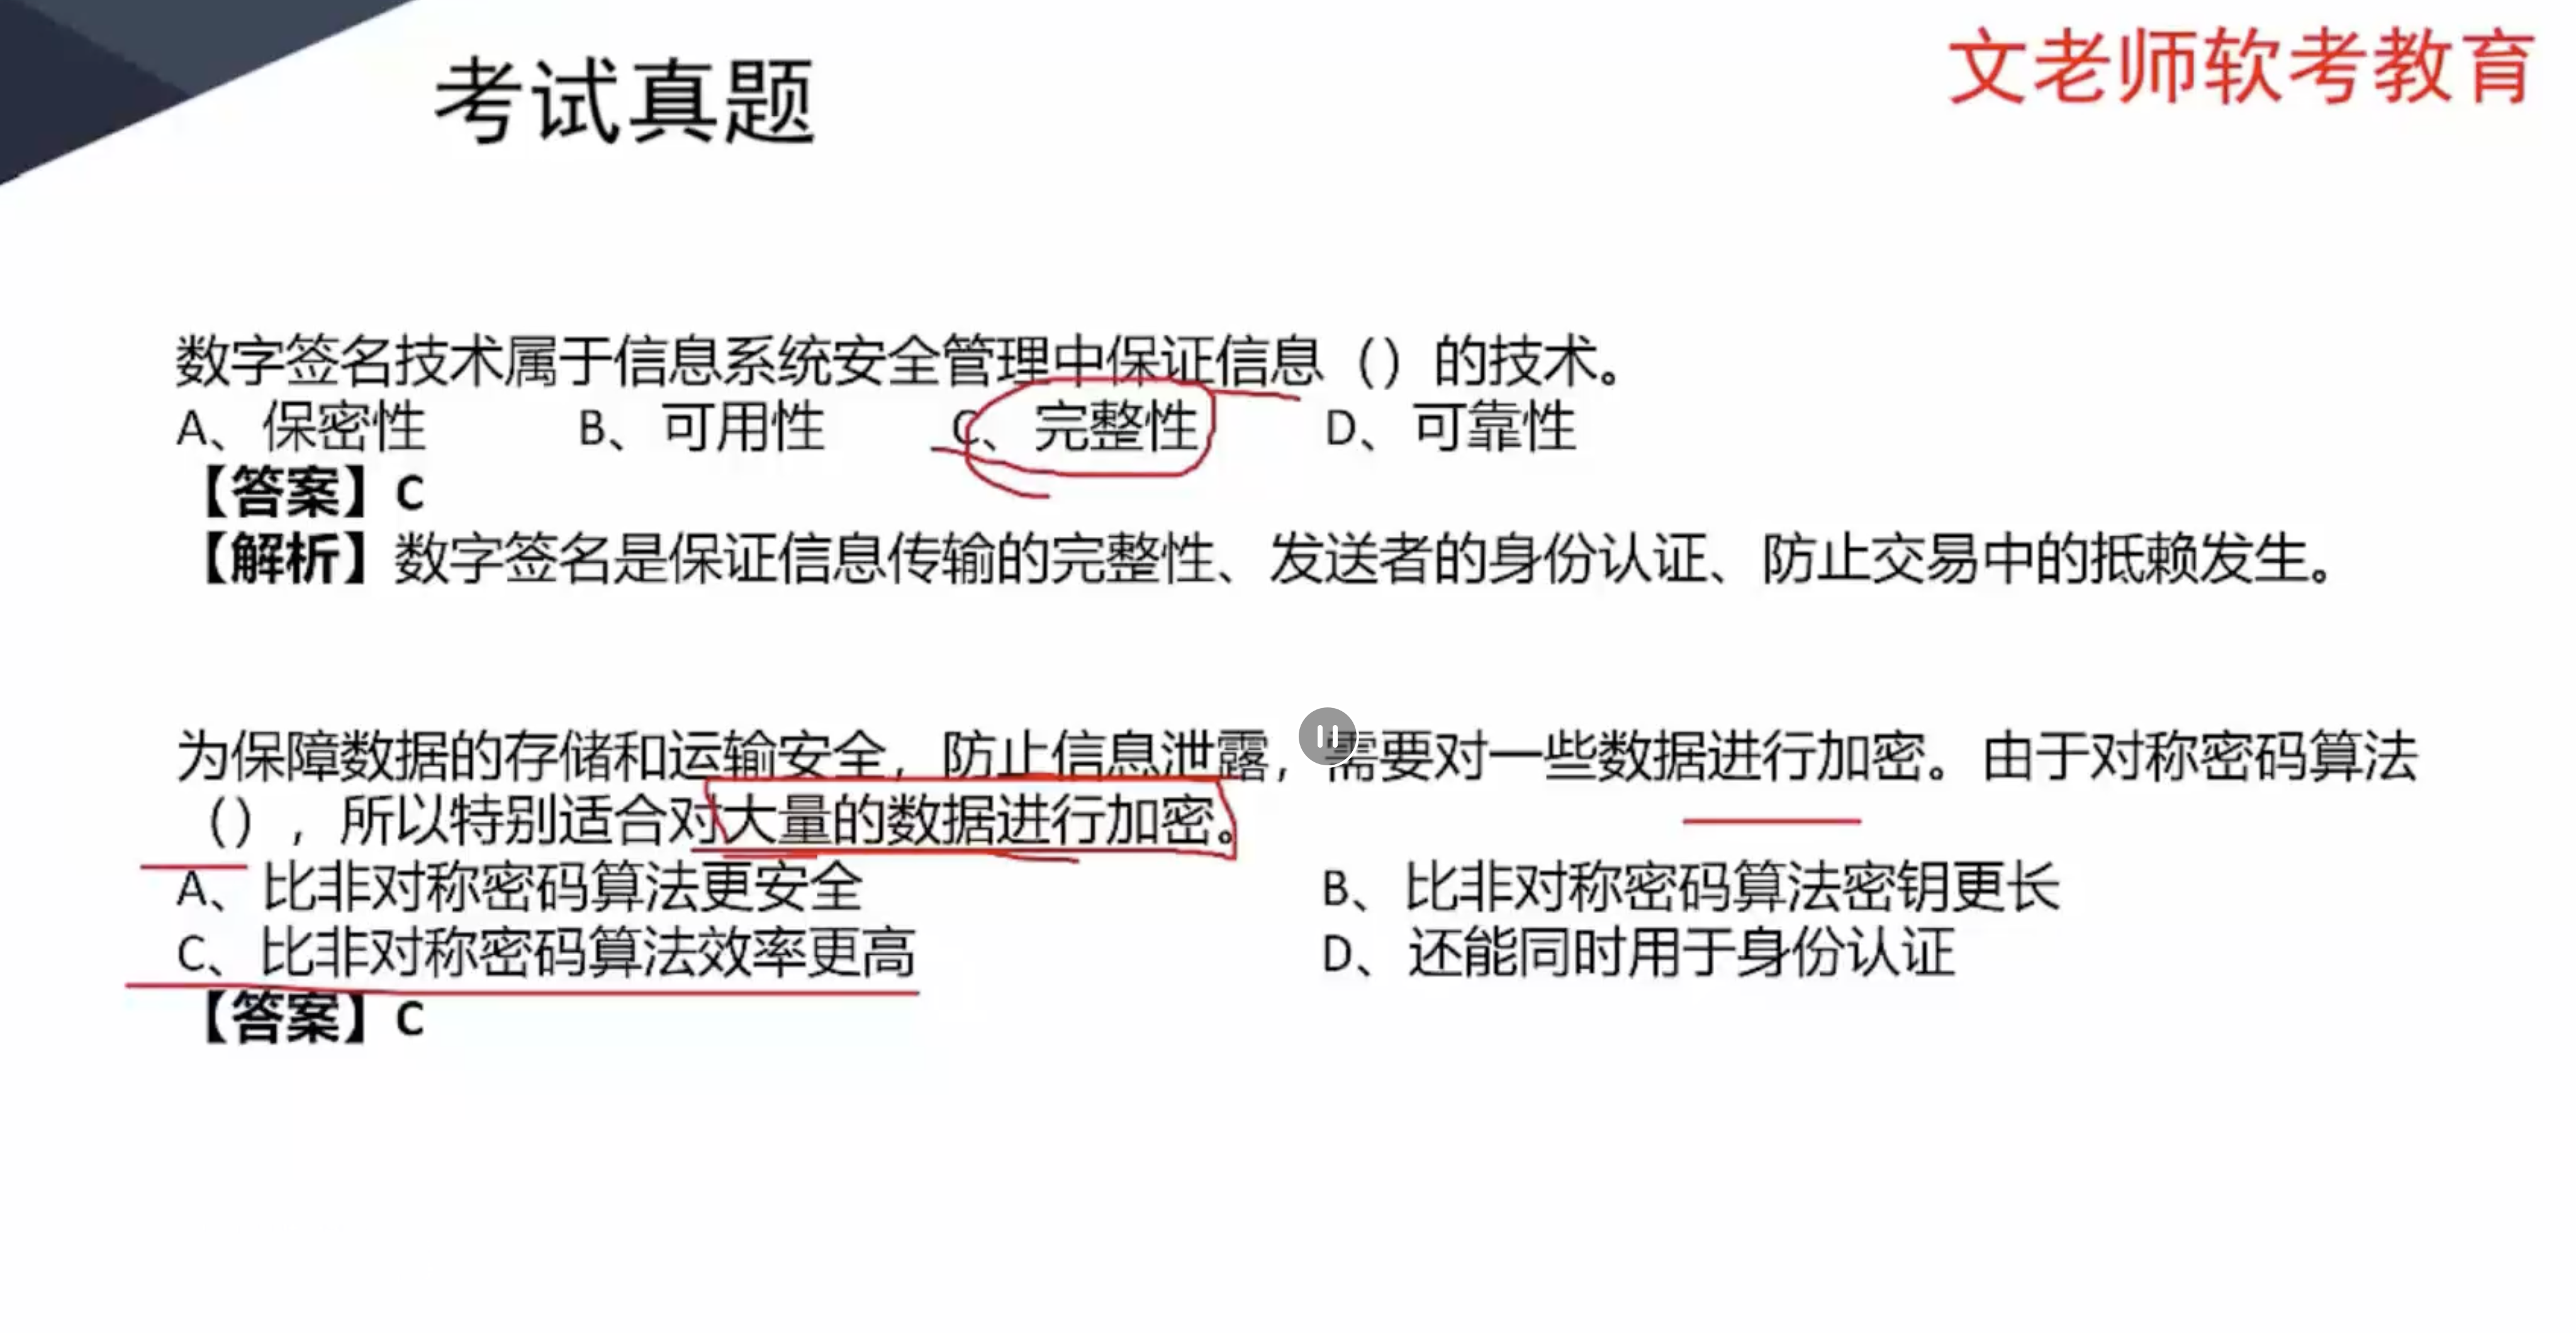 考试真题
文老师软考教育
数字签名技术属于信息系统安全管理中保证信息（）的技术。
A、保密性 B、可用性 C、完整性 D、可靠性
【答案】C
【解析】数字签名是保证信息传输的完整性、发送者的身份认证、防止交易中的抵赖发生。
为保障数据的存储和运输安全，防止信息泄露，需要对一些数据进行加密。由于对称密码算法
（），所以特别适合对大量的数据进行加密。
A、比非对称密码算法更安全 B、比非对称密码算法密钥更长
C、比非对称密码算法效率更高 D、还能同时用于身份认证
【答案】C